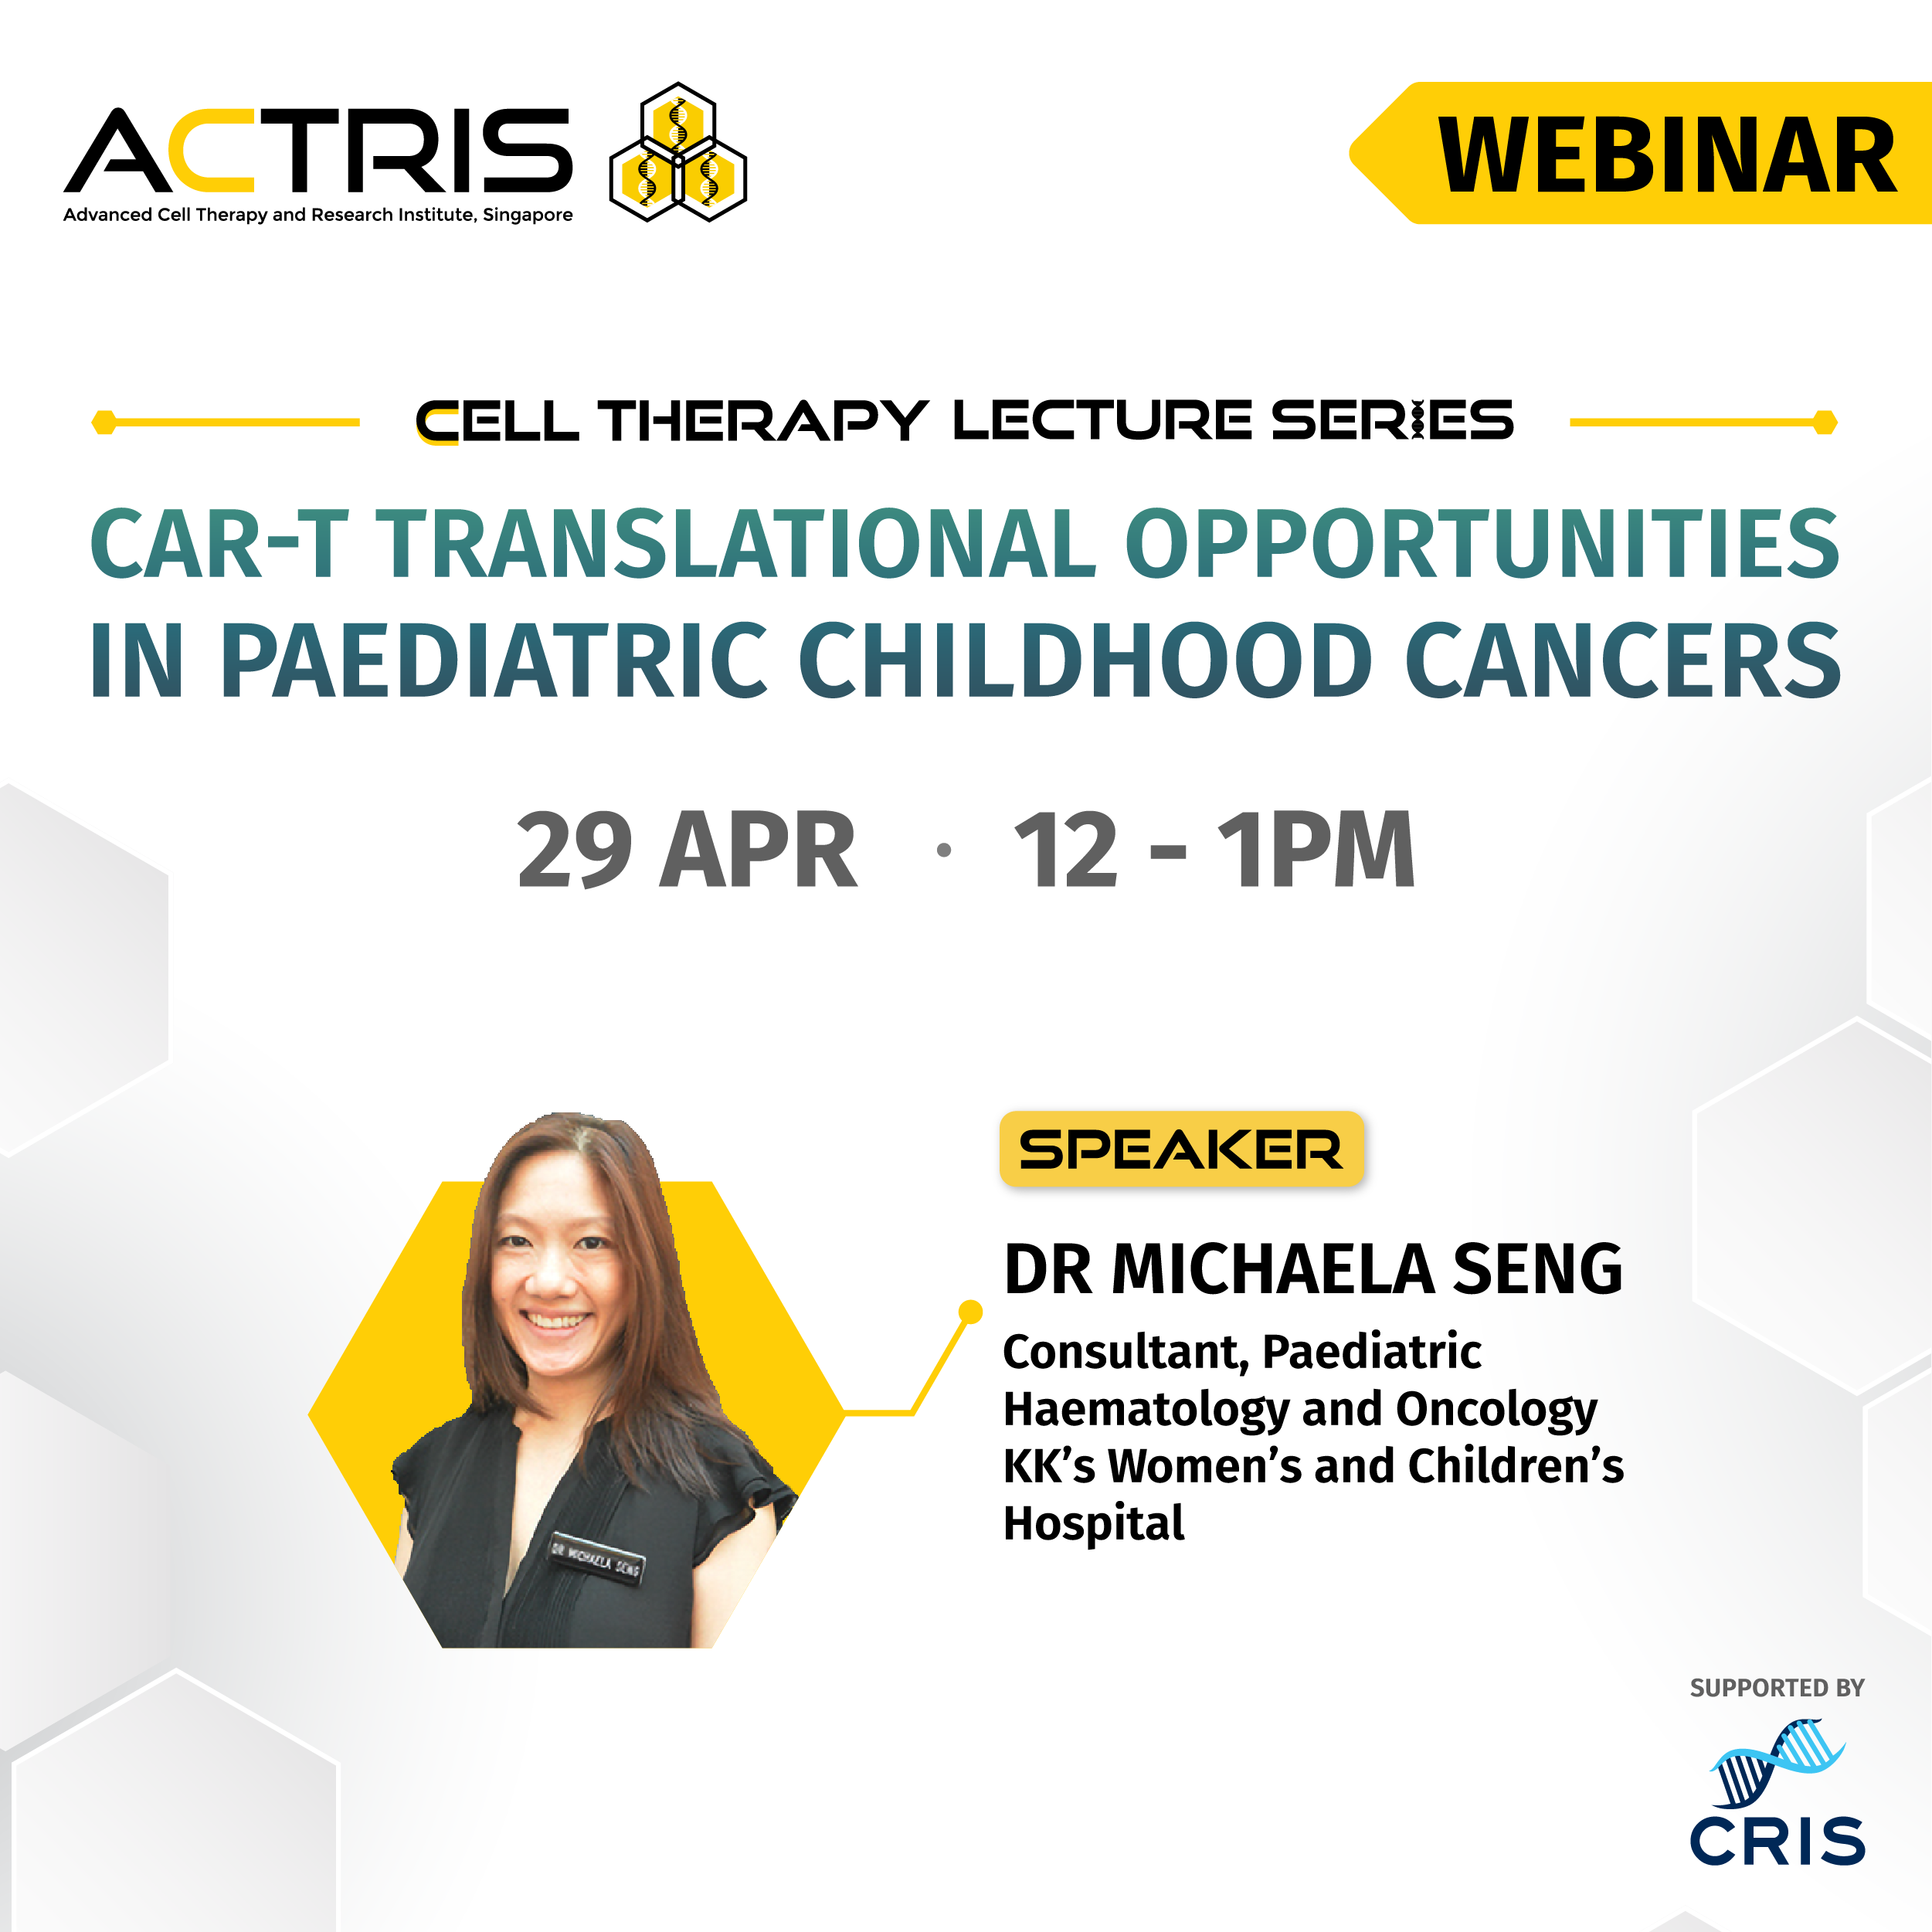 ACTRIS
Advanced Cell Therapy and Research Institute, Singapore
WEBINAR
CELL THERAPY LECTURE SERIES
CAR-T TRANSLATIONAL OPPORTUNITIES
IN PAEDIATRIC CHILDHOOD CANCERS
29 APR · 12 - 1PM
SPEAKER
DR MICHAELA SENG
Consultant, Paediatric
Haematology and Oncology
KK’s Women’s and Children’s
Hospital
DR MICHAELA SENG
SUPPORTED BY
CRIS